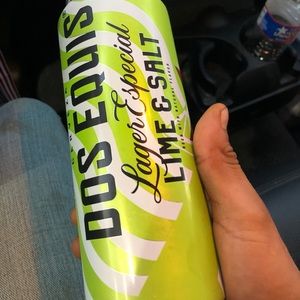 DOS EQUIS
Lager Especial
LIME & SALT